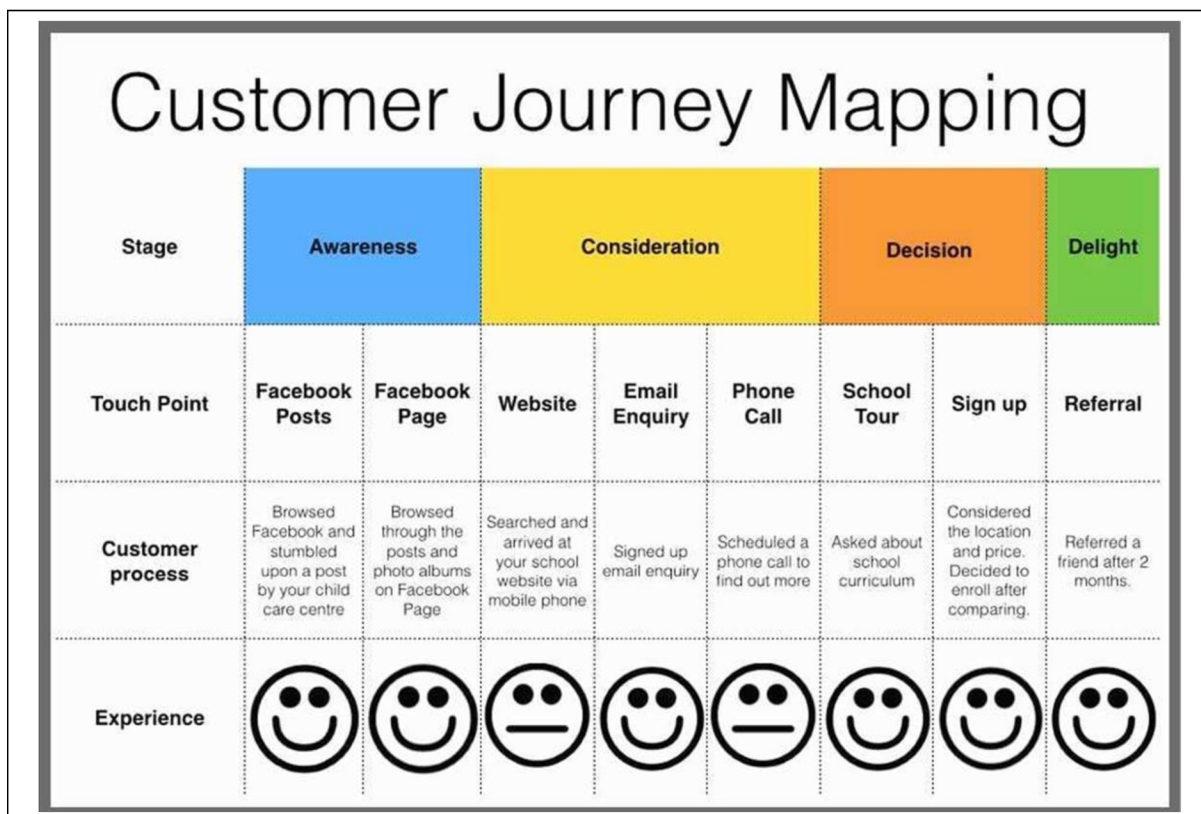 Customer Journey Mapping
Stage
Awareness
Consideration
Decision
Delight
Touch Point
Facebook
Posts
Facebook
Page
Website
Email
Enquiry
Phone
Call
School
Tour
Sign up
Referral
Customer
process
Browsed
Facebook and
stumbled
upon a post
by your child
care centre
Browsed
through the
posts and
photo albums
on Facebook
Page
Searched and
arrived at
your school
website via
mobile phone
Signed up
email enquiry
Scheduled a
phone call to
find out more
Asked about
school
curriculum
Considered
the location
and price.
Decided to
enroll after
comparing.
Referred a
friend after 2
months.
Experience